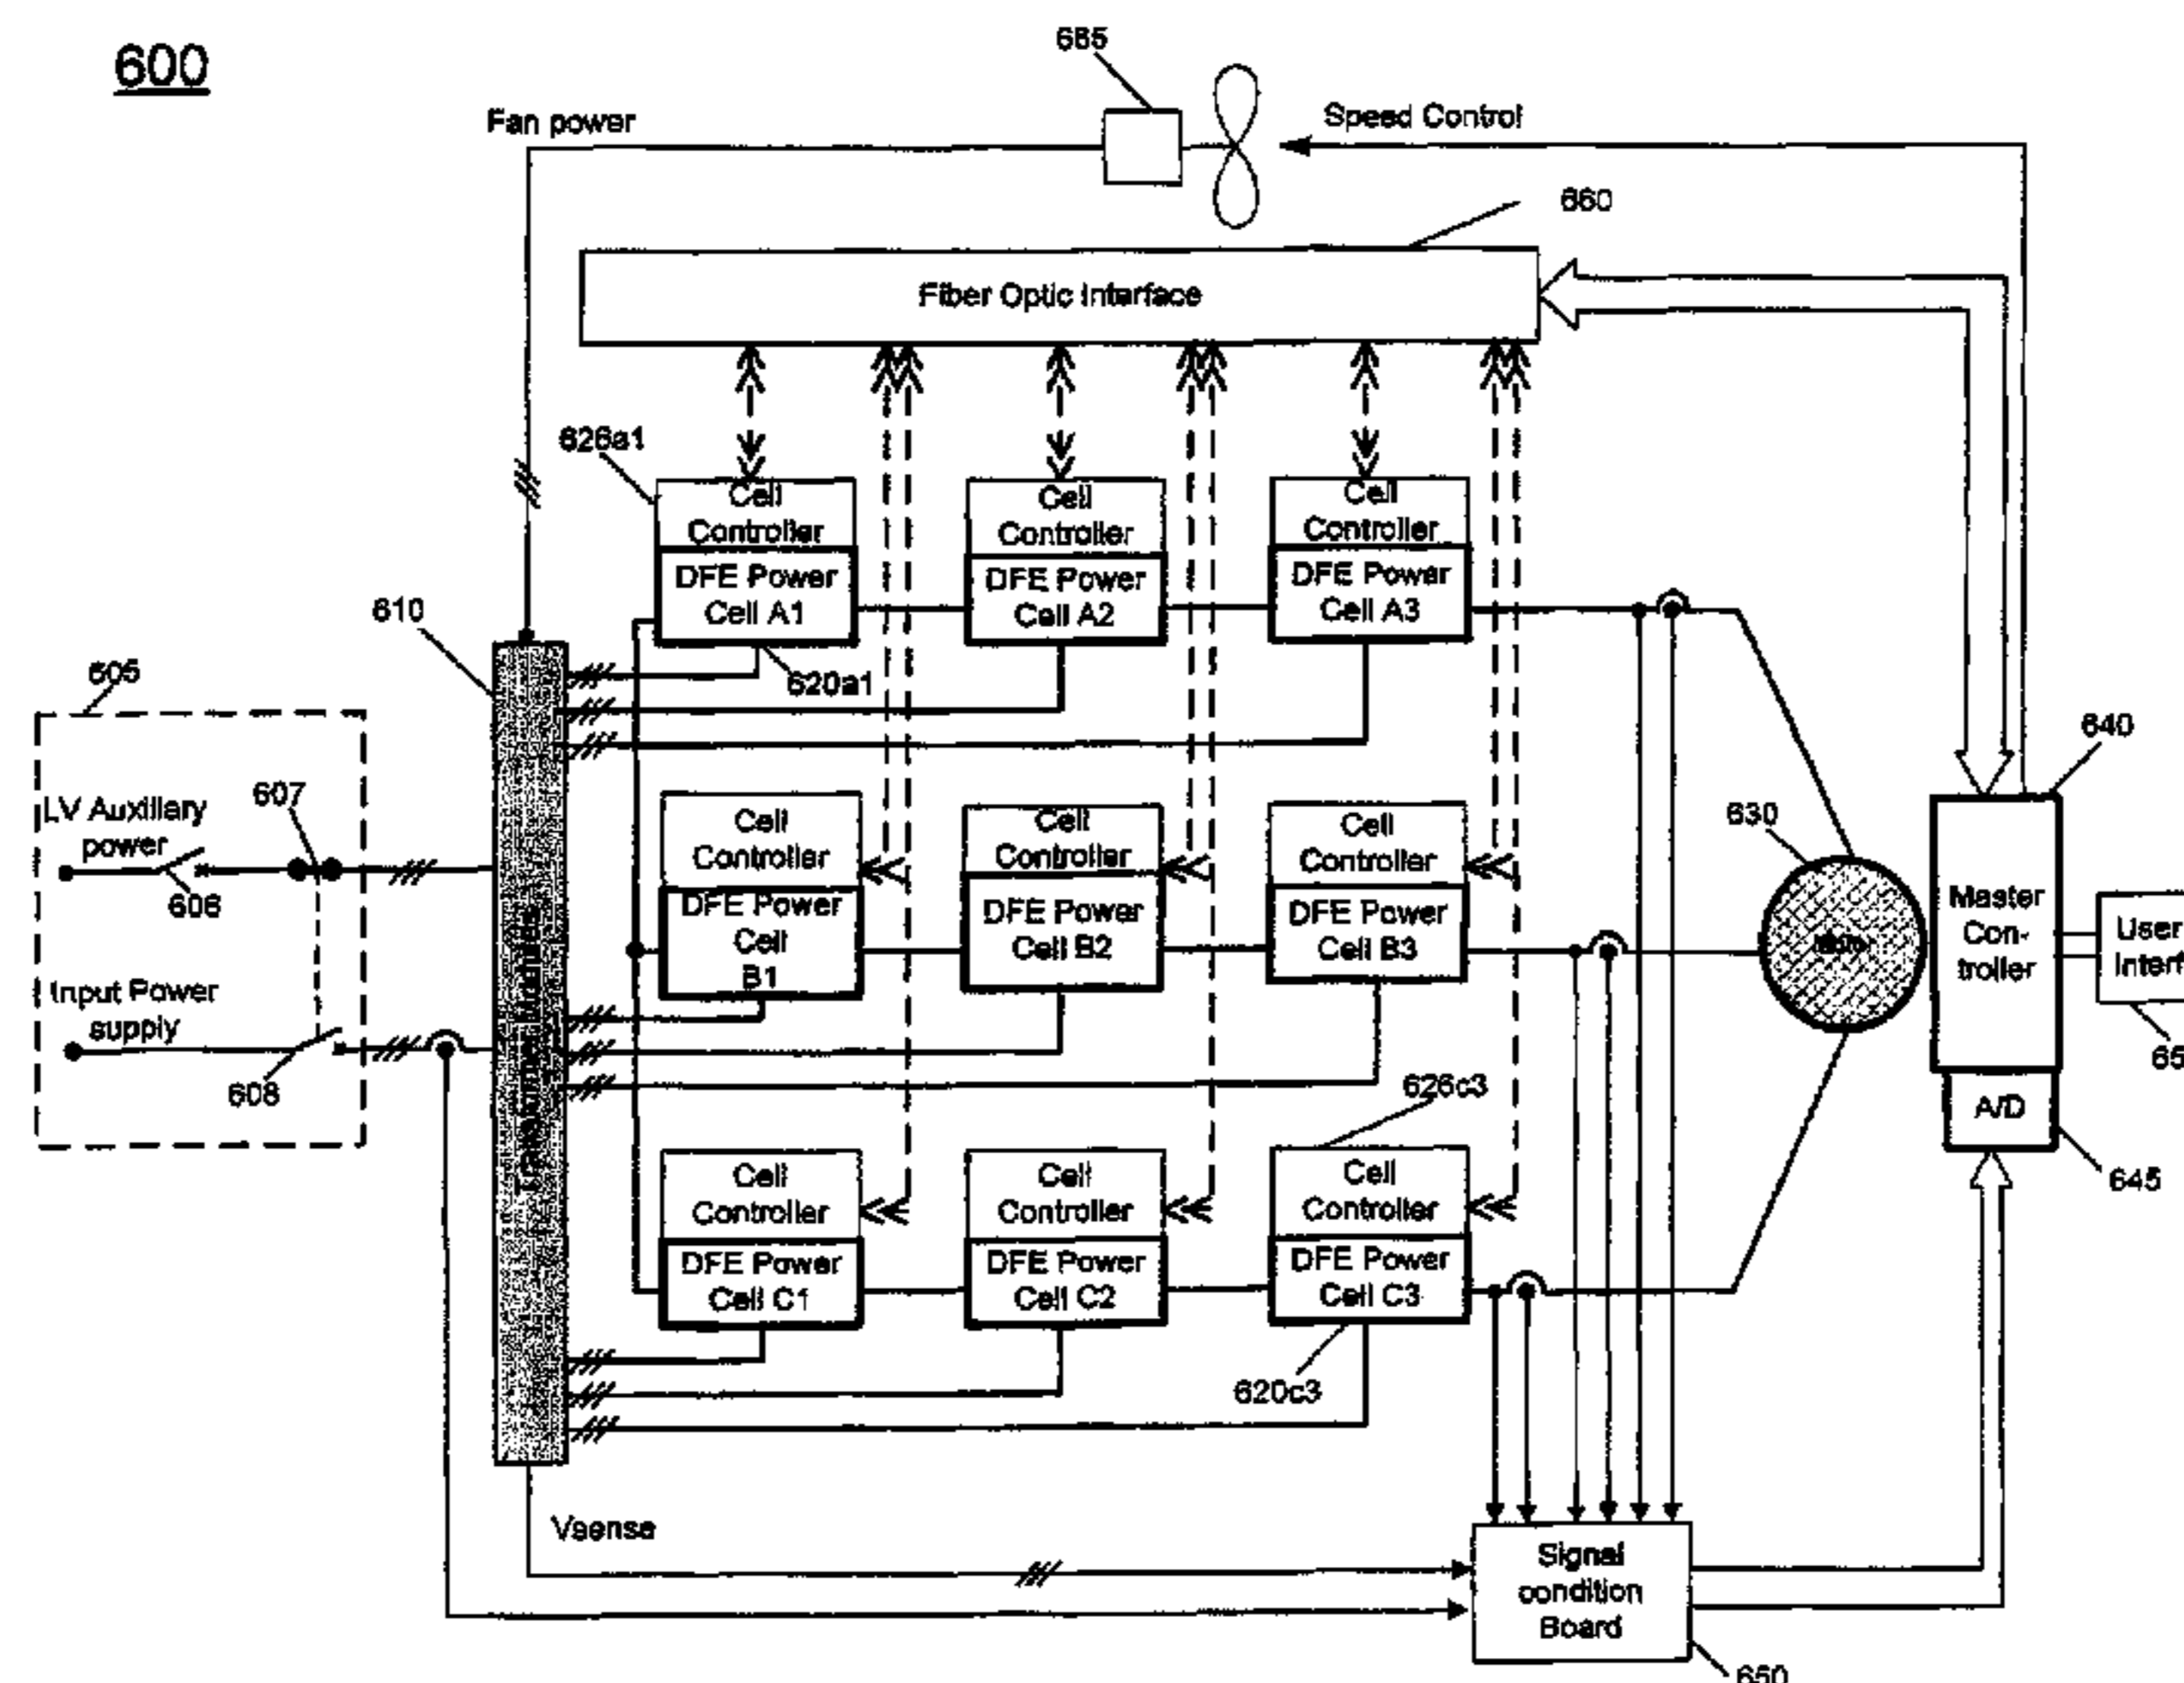 600
685
Fan power
Speed Control
660
Fiber Optic Interface
626a1
Cell
Controller
DFE Power
Cell A1
Cell
Controller
DFE Power
Cell A2
Cell
Controller
DFE Power
Cell A3
610
620a1
605
640
LV Auxiliary
power
607
606
Cell
Controller
DFE Power
Cell
B1
Cell
Controller
DFE Power
Cell B2
Cell
Controller
DFE Power
Cell B3
630
Master
Con-
troller
User
Interf
65
Input Power
supply
608
626c3
A/D
645
Cell
Controller
DFE Power
Cell C1
Cell
Controller
DFE Power
Cell C2
Cell
Controller
DFE Power
Cell C3
620c3
Vsense
Signal
condition
Board
650